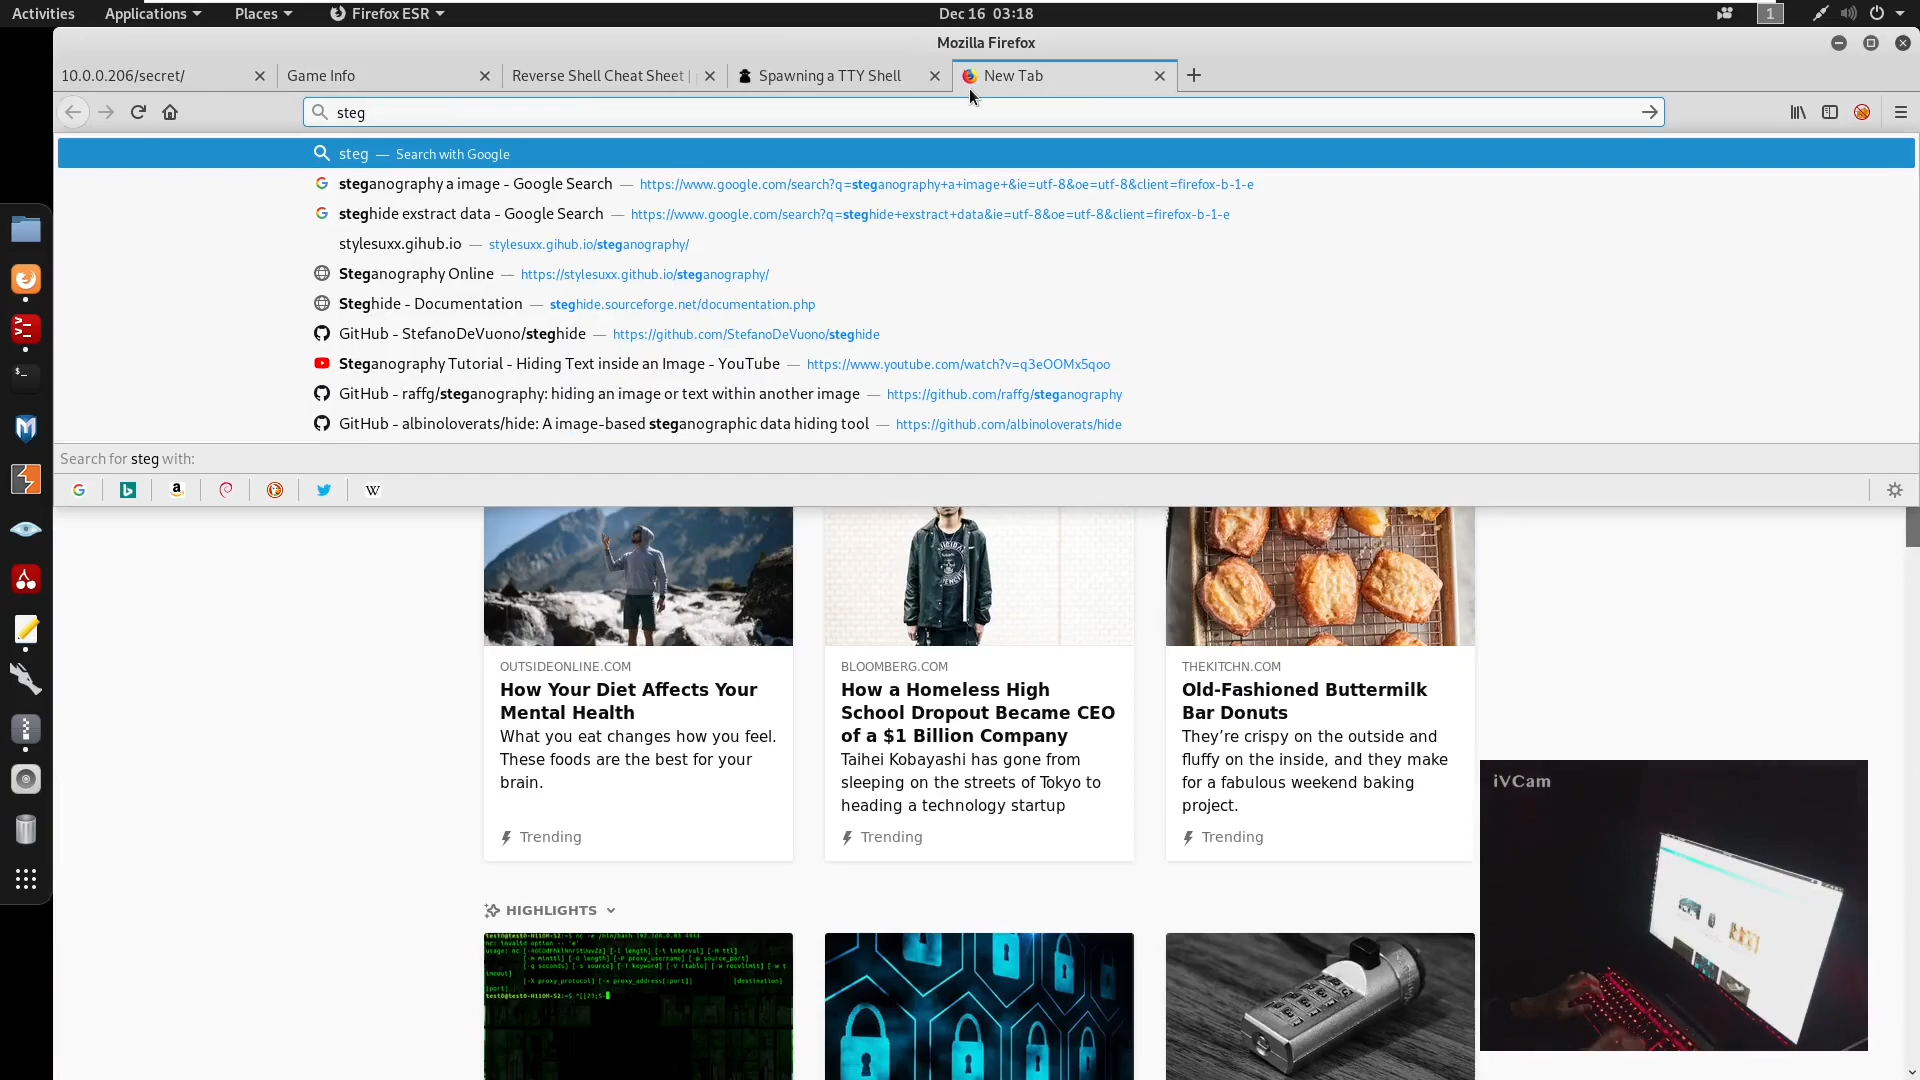 Activities Applications Places Firefox ESR Dec 16 03:18 1
Mozilla Firefox
10.0.0.206/secret/ Game Info Reverse Shell Cheat Sheet | Spawning a TTY Shell New Tab
steg
steg — Search with Google
steganography a image - Google Search — https://www.google.com/search?q=steganography+a+image+&ie=utf-8&oe=utf-8&client=firefox-b-1-e
steghide exstract data - Google Search — https://www.google.com/search?q=steghide+exstract+data&ie=utf-8&oe=utf-8&client=firefox-b-1-e
stylesuxx.gihub.io — stylesuxx.gihub.io/steganography/
Steganography Online — https://stylesuxx.github.io/steganography/
Steghide - Documentation — steghide.sourceforge.net/documentation.php
GitHub - StefanoDeVuono/steghide — https://github.com/StefanoDeVuono/steghide
Steganography Tutorial - Hiding Text inside an Image - YouTube — https://www.youtube.com/watch?v=q3eOOMx5qoo
GitHub - raffg/steganography: hiding an image or text within another image — https://github.com/raffg/steganography
GitHub - albinoloverats/hide: A image-based steganographic data hiding tool — https://github.com/albinoloverats/hide
Search for steg with:
OUTSIDEONLINE.COM
How Your Diet Affects Your
Mental Health
What you eat changes how you feel.
These foods are the best for your
brain.
Trending
BLOOMBERG.COM
How a Homeless High
School Dropout Became CEO
of a $1 Billion Company
Taihei Kobayashi has gone from
sleeping on the streets of Tokyo to
heading a technology startup
Trending
THEKITCHN.COM
Old-Fashioned Buttermilk
Bar Donuts
They're crispy on the outside and
fluffy on the inside, and they make
for a fabulous weekend baking
project.
Trending
iVCam
HIGHLIGHTS